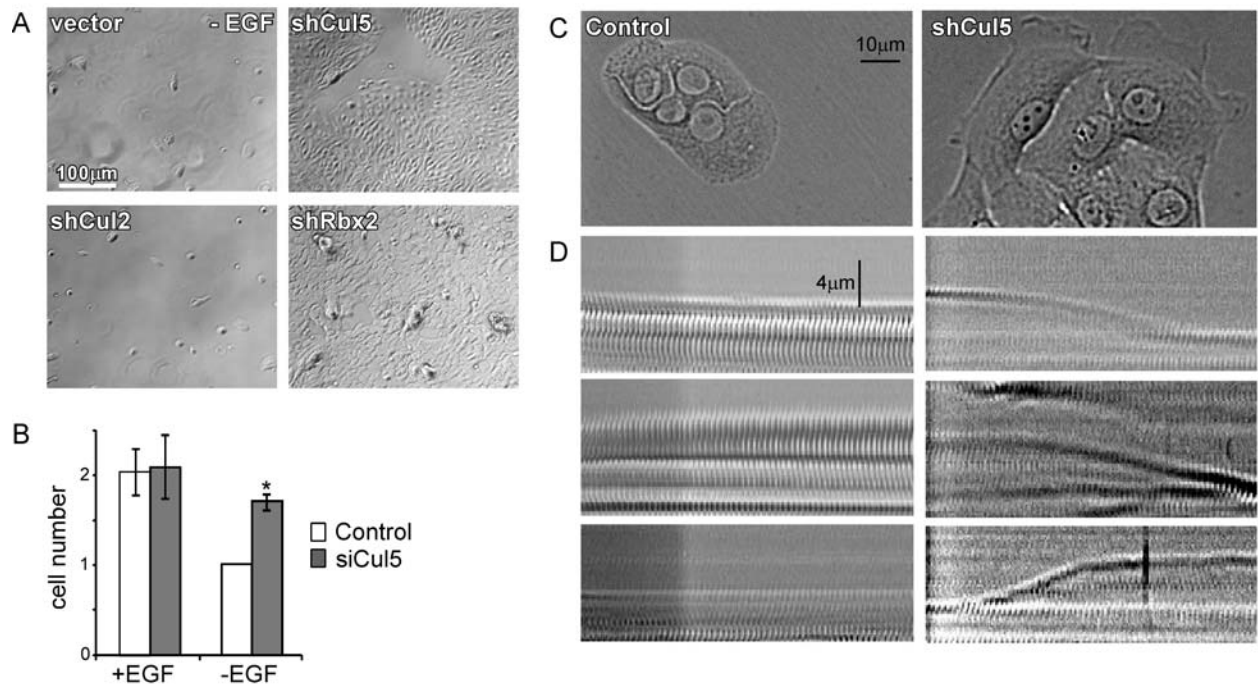 A
vector
- EGF
shCul5
100μm
shCul2
shRbx2
B
cell number
2
1
0
+EGF
-EGF
*
Control
siCul5
C
Control
10μm
shCul5
D
4μm